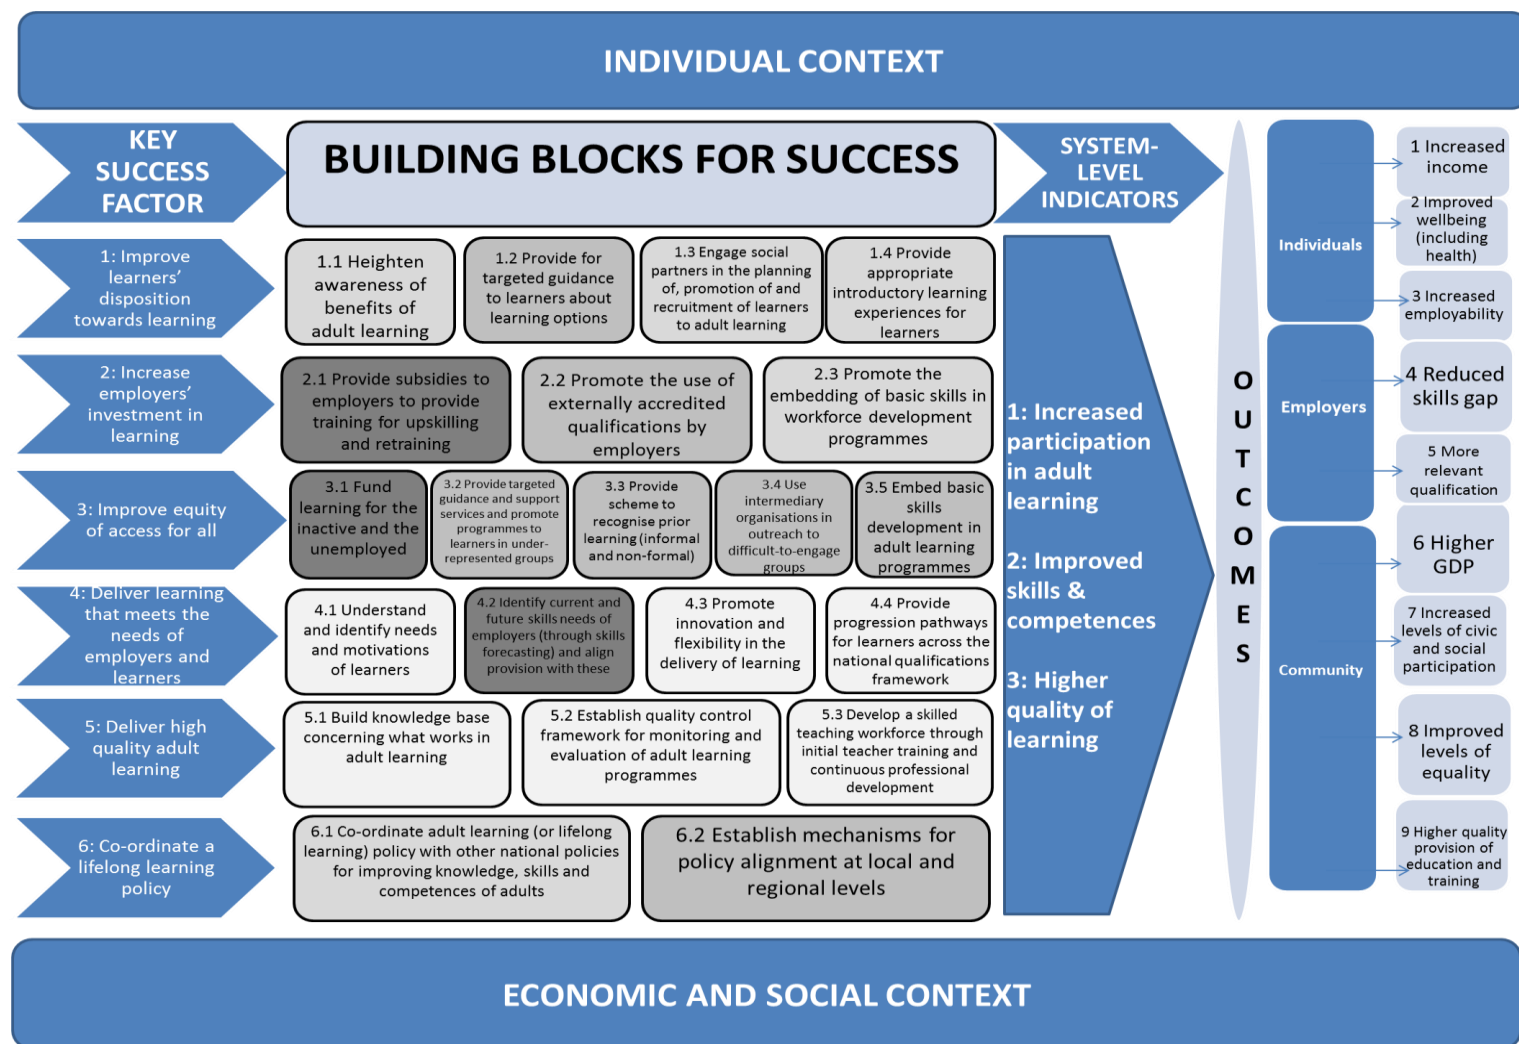 INDIVIDUAL CONTEXT
KEY
SUCCESS
FACTOR
BUILDING BLOCKS FOR SUCCESS
SYSTEM-
LEVEL
INDICATORS
1: Improve
learners’
disposition
towards learning
1.1 Heighten
awareness of
benefits of
adult learning
1.2 Provide for
targeted guidance
to learners about
learning options
1.3 Engage social
partners in the planning
of, promotion of and
recruitment of learners
to adult learning
1.4 Provide
appropriate
introductory learning
experiences for
learners
2: Increase
employers’
investment in
learning
2.1 Provide subsidies to
employers to provide
training for upskilling
and retraining
2.2 Promote the use of
externally accredited
qualifications by
employers
2.3 Promote the
embedding of basic skills in
workforce development
programmes
3: Improve equity
of access for all
3.1 Fund
learning for the
inactive and the
unemployed
3.2 Provide targeted
guidance and support
services and promote
programmes to
learners in under-
represented groups
3.3 Provide
scheme to
recognise prior
learning (informal
and non-formal)
3.4 Use
intermediary
organisations in
outreach to
difficult-to-engage
groups
3.5 Embed basic
skills
development in
adult learning
programmes
4: Deliver learning
that meets the
needs of
employers and
learners
4.1 Understand
and identify needs
and motivations
of learners
4.2 Identify current and
future skills needs of
employers (through skills
forecasting) and align
provision with these
4.3 Promote
innovation and
flexibility in the
delivery of learning
4.4 Provide
progression pathways
for learners across the
national qualifications
framework
5: Deliver high
quality adult
learning
5.1 Build knowledge base
concerning what works in
adult learning
5.2 Establish quality control
framework for monitoring and
evaluation of adult learning
programmes
5.3 Develop a skilled
teaching workforce through
initial teacher training and
continuous professional
development
6: Co-ordinate a
lifelong learning
policy
6.1 Co-ordinate adult learning (or lifelong
learning) policy with other national policies
for improving knowledge, skills and
competences of adults
6.2 Establish mechanisms for
policy alignment at local and
regional levels
1: Increased
participation
in adult
learning
2: Improved
skills &
competences
3: Higher
quality of
learning
O
U
T
C
O
M
E
S
Individuals
1 Increased
income
2 Improved
wellbeing
(including
health)
3 Increased
employability
Employers
4 Reduced
skills gap
5 More
relevant
qualification
Community
6 Higher
GDP
7 Increased
levels of civic
and social
participation
8 Improved
levels of
equality
9 Higher quality
provision of
education and
training
ECONOMIC AND SOCIAL CONTEXT